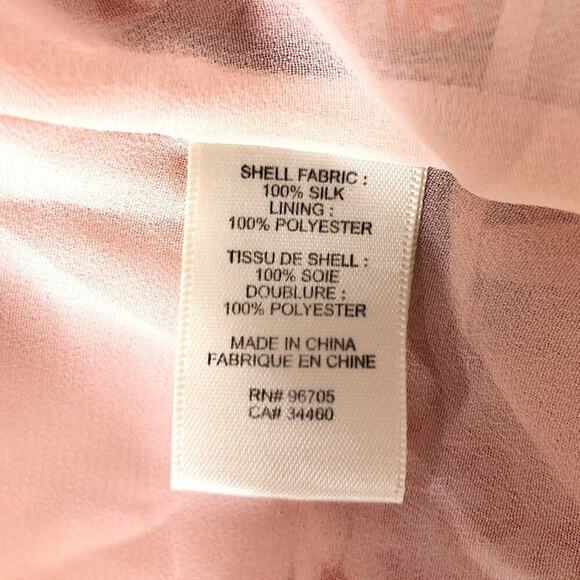 SHELL FABRIC :
100% SILK
LINING :
100% POLYESTER
TISSU DE SHELL :
100% SOIE
DOUBLURE :
100% POLYESTER
MADE IN CHINA
FABRIQUE EN CHINE
RN# 96705
CA# 34460